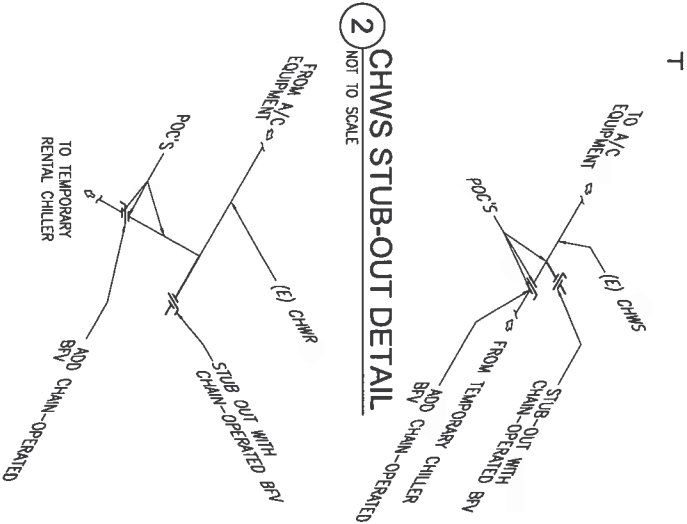 T
TO A/C
EQUIPMENT
(E) CHWS
POC'S
STUB-OUT WITH
CHAIN-OPERATED BFV
FROM TEMPORARY CHILLER
ADD CHAIN-OPERATED
BFV
2 CHWS STUB-OUT DETAIL
NOT TO SCALE
FROM A/C
EQUIPMENT
(E) CHWR
POC'S
STUB OUT WITH
CHAIN-OPERATED BFV
TO TEMPORARY
RENTAL CHILLER
ADD CHAIN-OPERATED
BFV